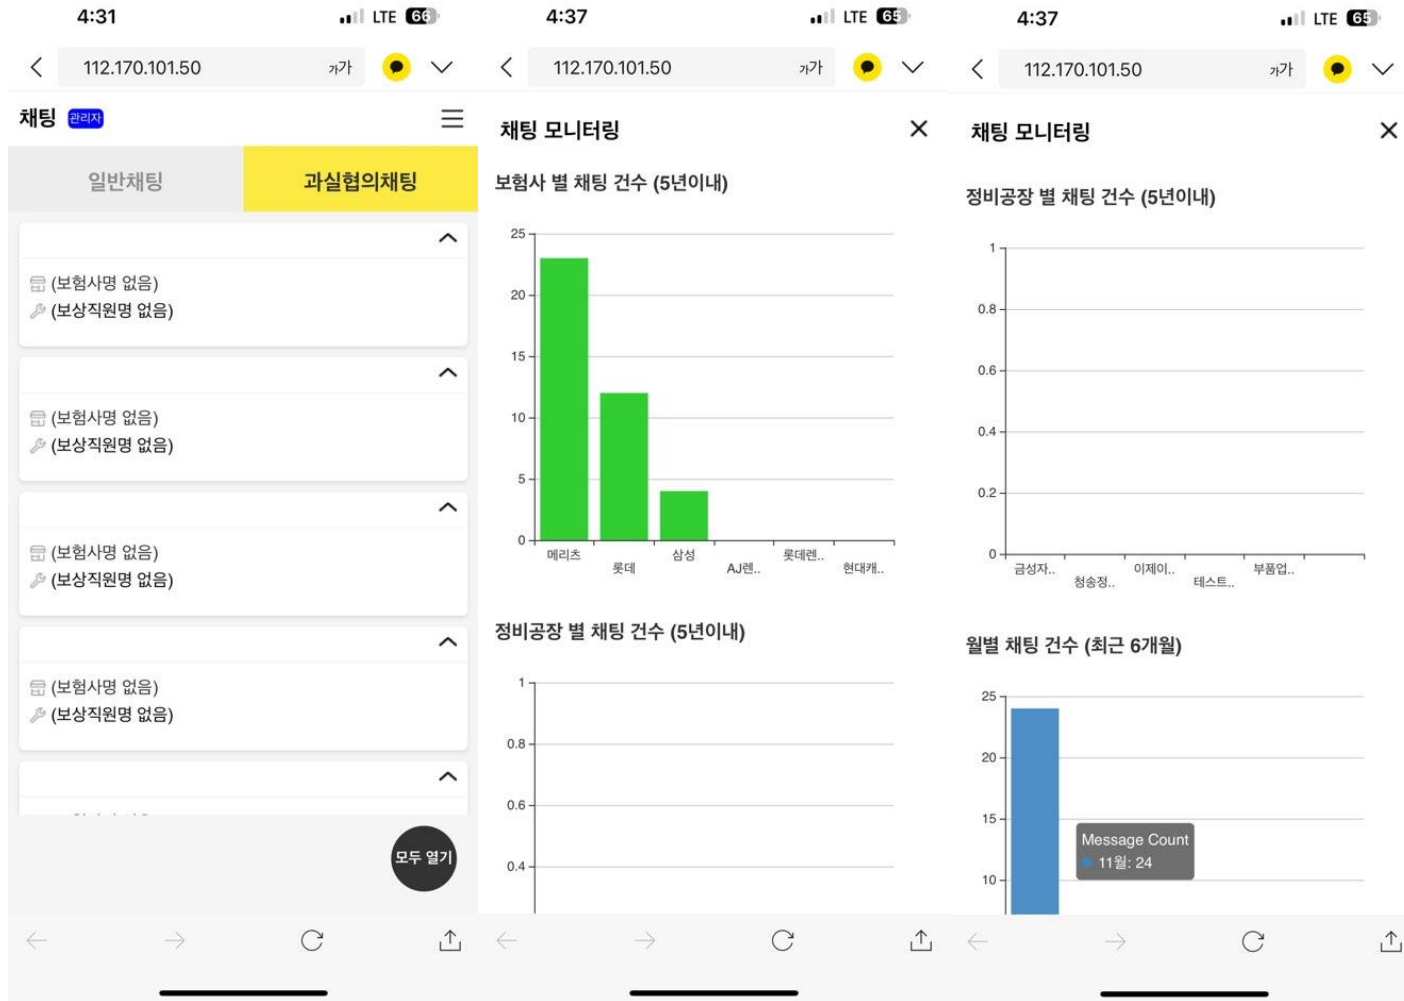 4:31
LTE 66
112.170.101.50
가가
채팅 관리자
일반채팅
과실협의채팅
(보험사명 없음)
(보상직원명 없음)
(보험사명 없음)
(보상직원명 없음)
(보험사명 없음)
(보상직원명 없음)
(보험사명 없음)
(보상직원명 없음)
모두 열기
4:37
LTE 65
112.170.101.50
가가
채팅 모니터링
보험사 별 채팅 건수 (5년이내)
25
20
15
10
5
0
메리츠
롯데
삼성
AJ렌..
롯데렌..
현대캐..
정비공장 별 채팅 건수 (5년이내)
1
0.8
0.6
0.4
4:37
LTE 65
112.170.101.50
가가
채팅 모니터링
정비공장 별 채팅 건수 (5년이내)
1
0.8
0.6
0.4
0.2
0
금성자..
청송정..
이제이..
테스트..
부품업..
월별 채팅 건수 (최근 6개월)
25
20
15
10
Message Count
11월: 24